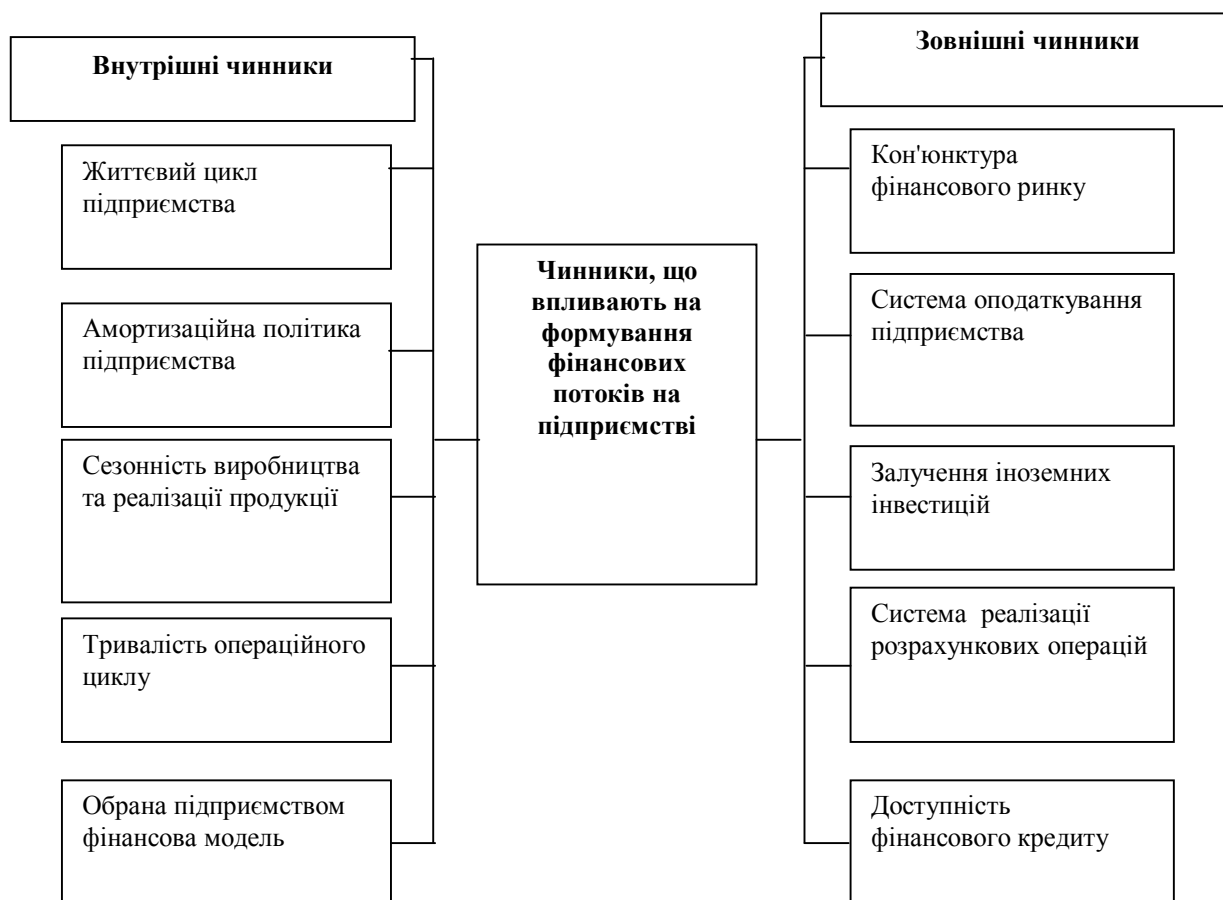 Внутрішні чинники
Життєвий цикл
підприємства
Амортизаційна політика
підприємства
Сезонність виробництва
та реалізації продукції
Тривалість операційного
циклу
Обрана підприємством
фінансова модель
Чинники, що
впливають на
формування
фінансових
потоків на
підприємстві
Зовнішні чинники
Кон'юнктура
фінансового ринку
Система оподаткування
підприємства
Залучення іноземних
інвестицій
Система реалізації
розрахункових операцій
Доступність
фінансового кредиту